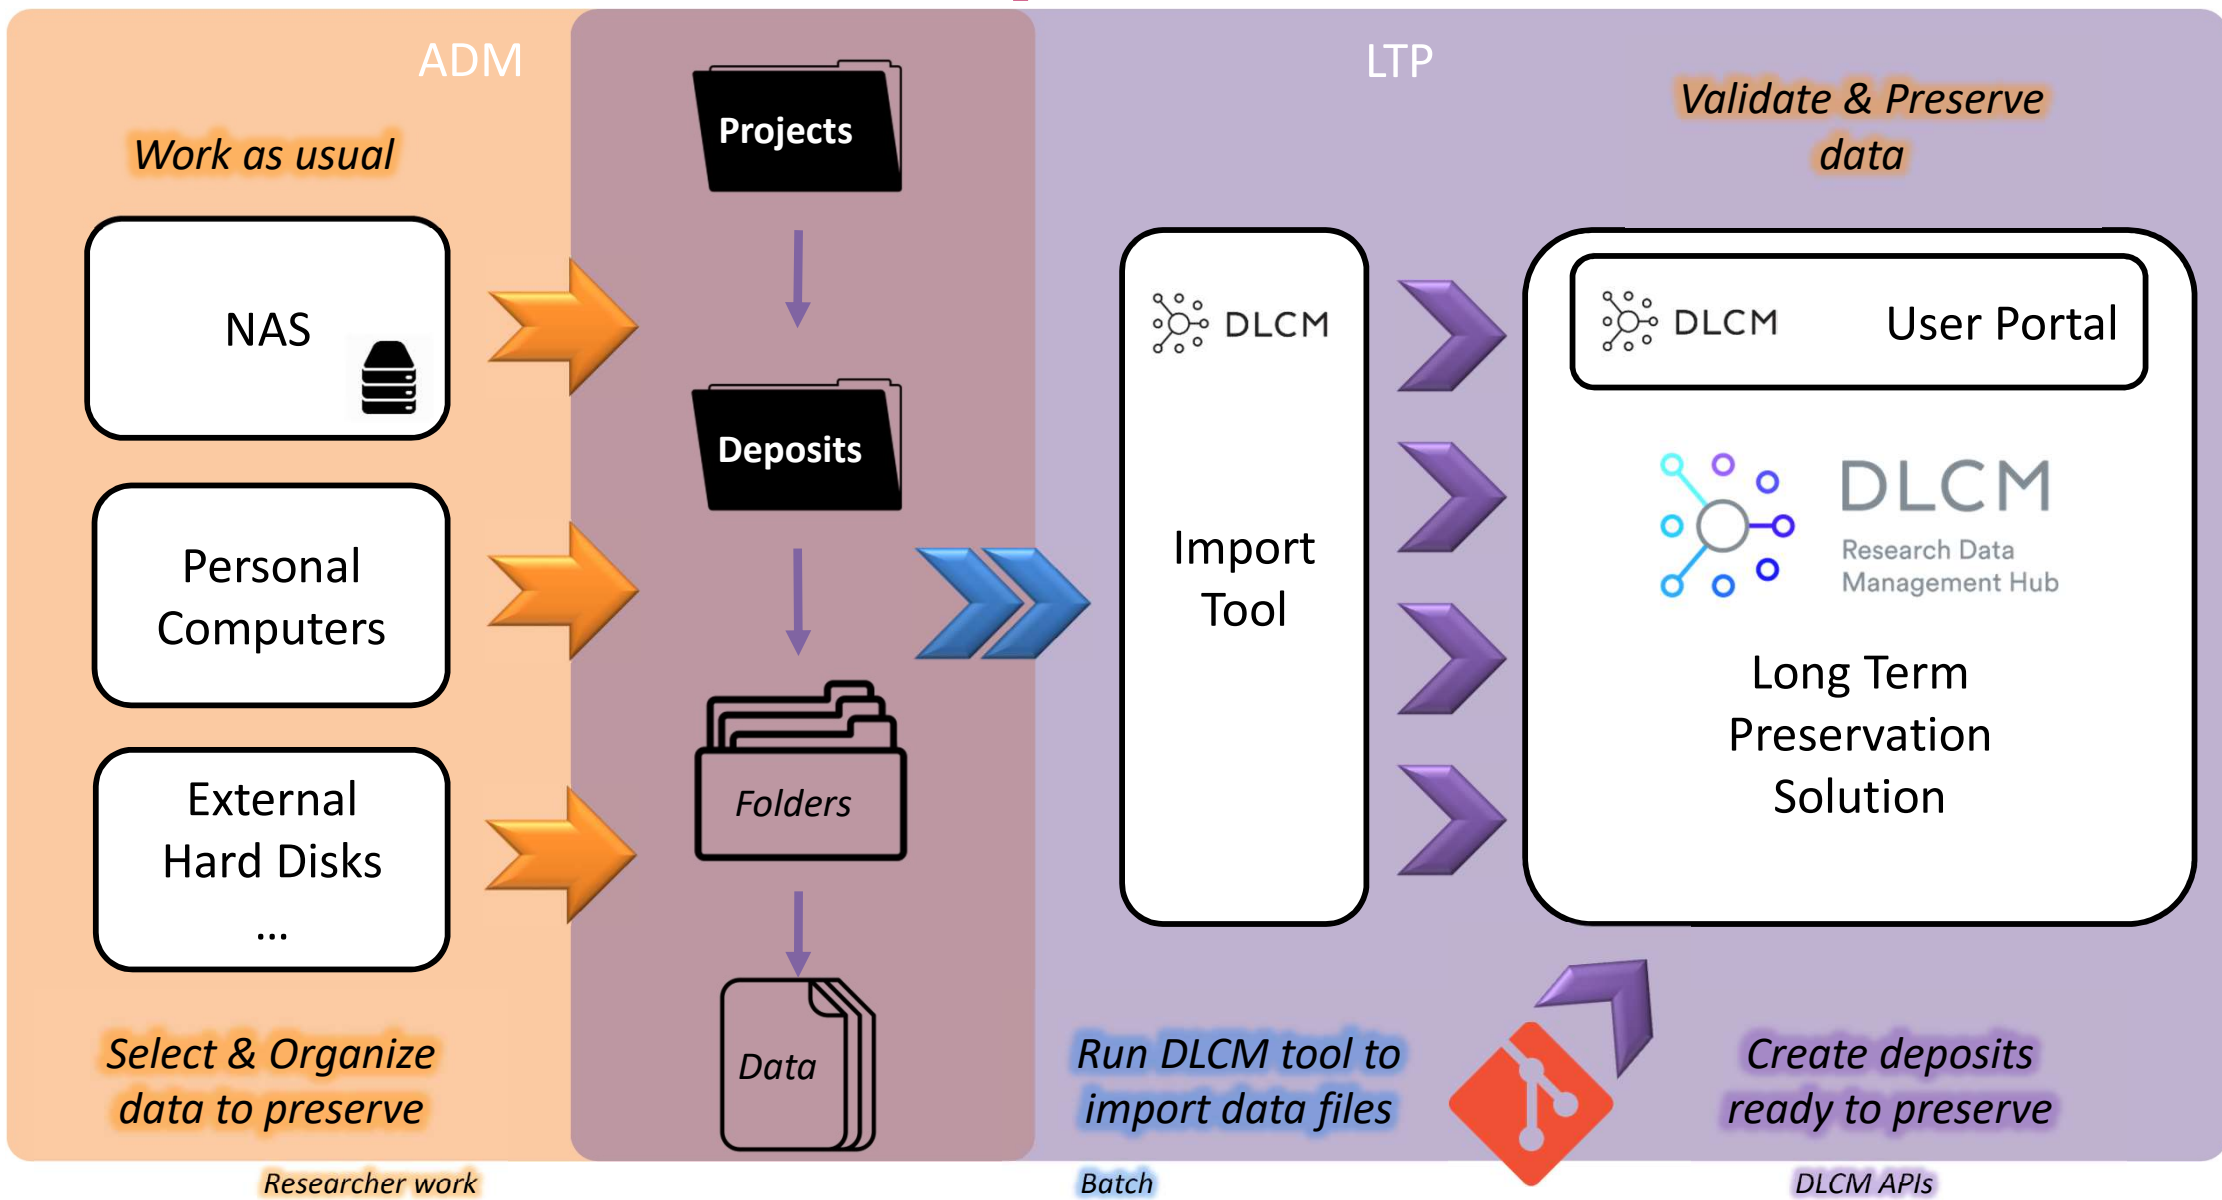 ADM
LTP
Work as usual
Projects
Validate & Preserve
data
NAS
DLCM
DLCM
User Portal
Deposits
DLCM
Research Data
Management Hub
Personal
Computers
Import
Tool
Long Term
Preservation
Solution
External
Hard Disks
...
Folders
Data
Select & Organize
data to preserve
Run DLCM tool to
import data files
Create deposits
ready to preserve
Researcher work
Batch
DLCM APIs